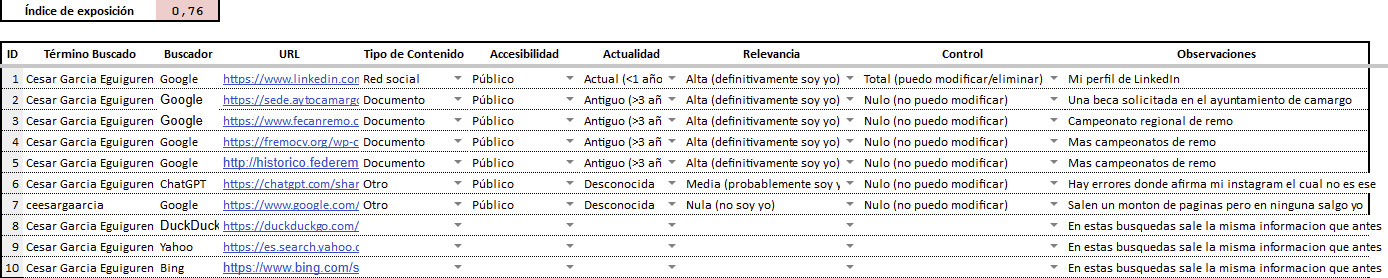 Índice de exposición 0,76
ID Término Buscado Buscador URL Tipo de Contenido Accesibilidad Actualidad Relevancia Control Observaciones
1 Cesar Garcia Eguiguren Google https://www.linkedin.con Red social Público Actual (<1 año Alta (definitivamente soy yo) Total (puedo modificar/eliminar) Mi perfil de LinkedIn
2 Cesar Garcia Eguiguren Google https://sede.aytocamargo Documento Público Antiguo (>3 añ Alta (definitivamente soy yo) Nulo (no puedo modificar) Una beca solicitada en el ayuntamiento de camargo
3 Cesar Garcia Eguiguren Google https://www.fecanremo.c Documento Público Antiguo (>3 añ Alta (definitivamente soy yo) Nulo (no puedo modificar) Campeonato regional de remo
4 Cesar Garcia Eguiguren Google https://fremocv.org/wp-c Documento Público Antiguo (>3 añ Alta (definitivamente soy yo) Nulo (no puedo modificar) Mas campeonatos de remo
5 Cesar Garcia Eguiguren Google http://historico.federem Documento Público Antiguo (>3 añ Alta (definitivamente soy yo) Nulo (no puedo modificar) Mas campeonatos de remo
6 Cesar Garcia Eguiguren ChatGPT https://chatgpt.com/shar Otro Público Desconocida Media (probablemente soy y Nulo (no puedo modificar) Hay errores donde afirma mi instagram el cual no es ese
7 ceesargaarcia Google https://www.google.com/ Otro Público Desconocida Nula (no soy yo) Nulo (no puedo modificar) Salen un monton de paginas pero en ninguna salgo yo
8 Cesar Garcia Eguiguren DuckDuck https://duckduckgo.com/ En estas busquedas sale la misma informacion que antes
9 Cesar Garcia Eguiguren Yahoo https://es.search.yahoo.c En estas busquedas sale la misma informacion que antes
10 Cesar Garcia Eguiguren Bing https://www.bing.com/s En estas busquedas sale la misma informacion que antes